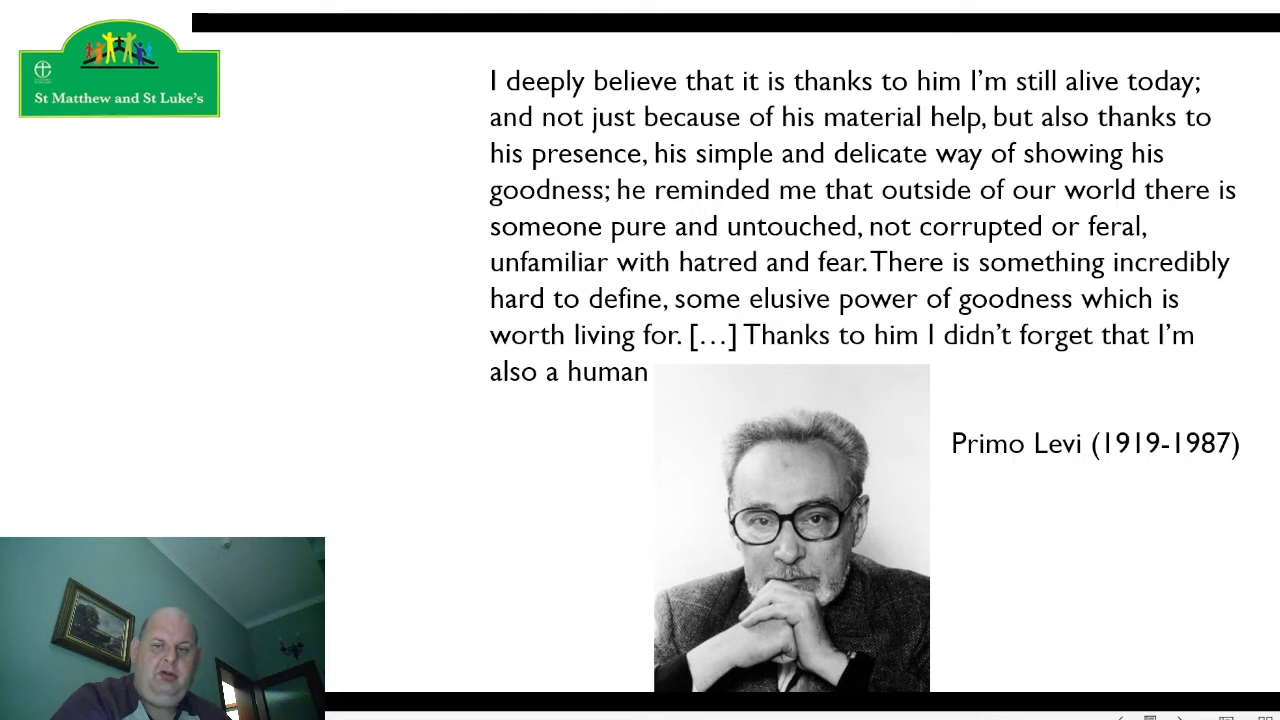 St Matthew and St Luke's
I deeply believe that it is thanks to him I'm still alive today;
and not just because of his material help, but also thanks to
his presence, his simple and delicate way of showing his
goodness; he reminded me that outside of our world there is
someone pure and untouched, not corrupted or feral,
unfamiliar with hatred and fear. There is something incredibly
hard to define, some elusive power of goodness which is
worth living for. […] Thanks to him I didn't forget that I'm
also a human
Primo Levi (1919-1987)